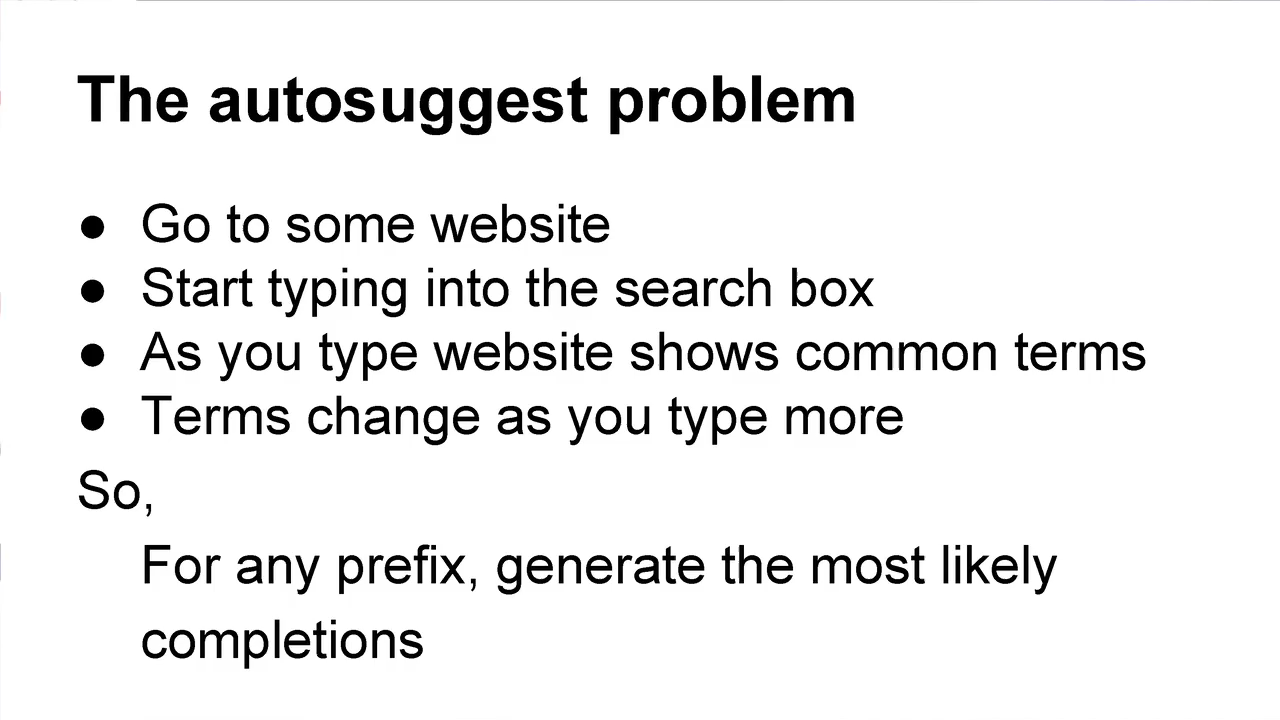 The autosuggest problem
● Go to some website
● Start typing into the search box
● As you type website shows common terms
● Terms change as you type more
So,
For any prefix, generate the most likely
completions